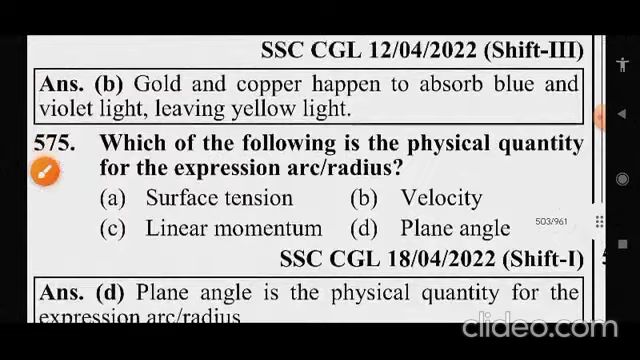 SSC CGL 12/04/2022 (Shift-III)
Ans. (b) Gold and copper happen to absorb blue and
violet light, leaving yellow light.
575. Which of the following is the physical quantity
for the expression arc/radius?
(a) Surface tension (b) Velocity
(c) Linear momentum (d) Plane angle
503/961
SSC CGL 18/04/2022 (Shift-I)
Ans. (d) Plane angle is the physical quantity for the
expression arc/radius
clideo.com